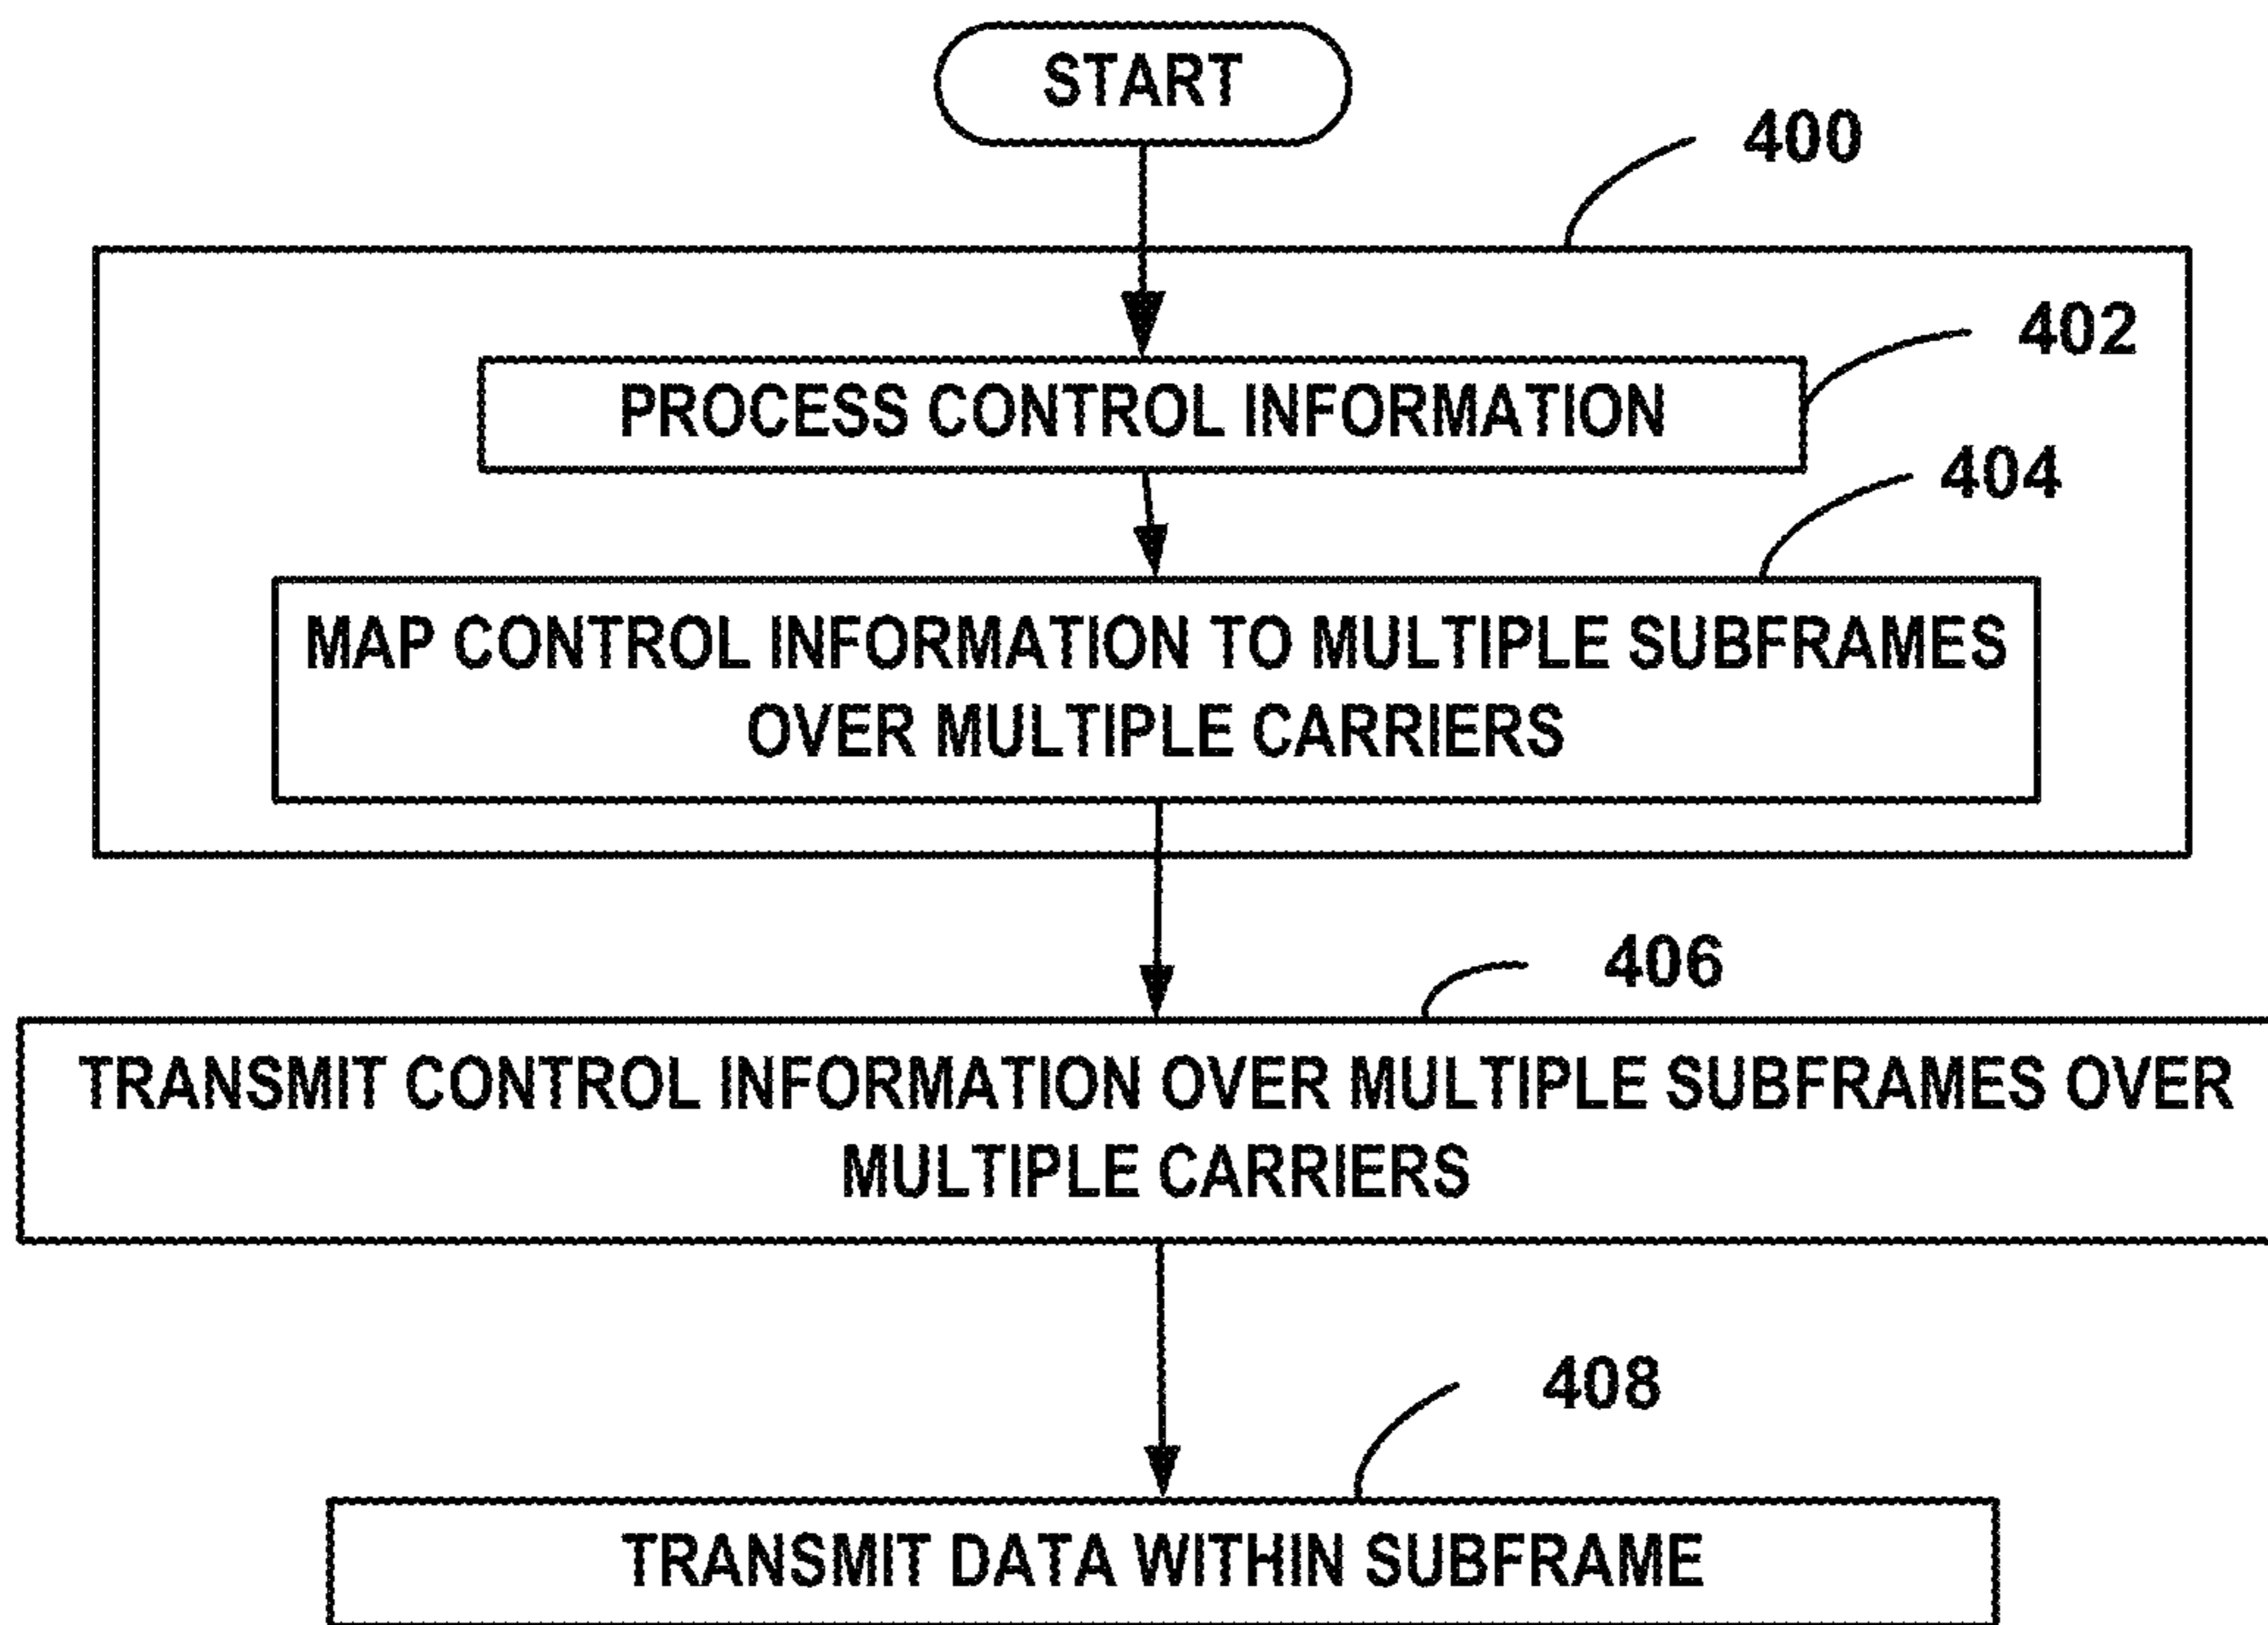 START
400
402
PROCESS CONTROL INFORMATION
404
MAP CONTROL INFORMATION TO MULTIPLE SUBFRAMES
OVER MULTIPLE CARRIERS
406
TRANSMIT CONTROL INFORMATION OVER MULTIPLE SUBFRAMES OVER
MULTIPLE CARRIERS
408
TRANSMIT DATA WITHIN SUBFRAME